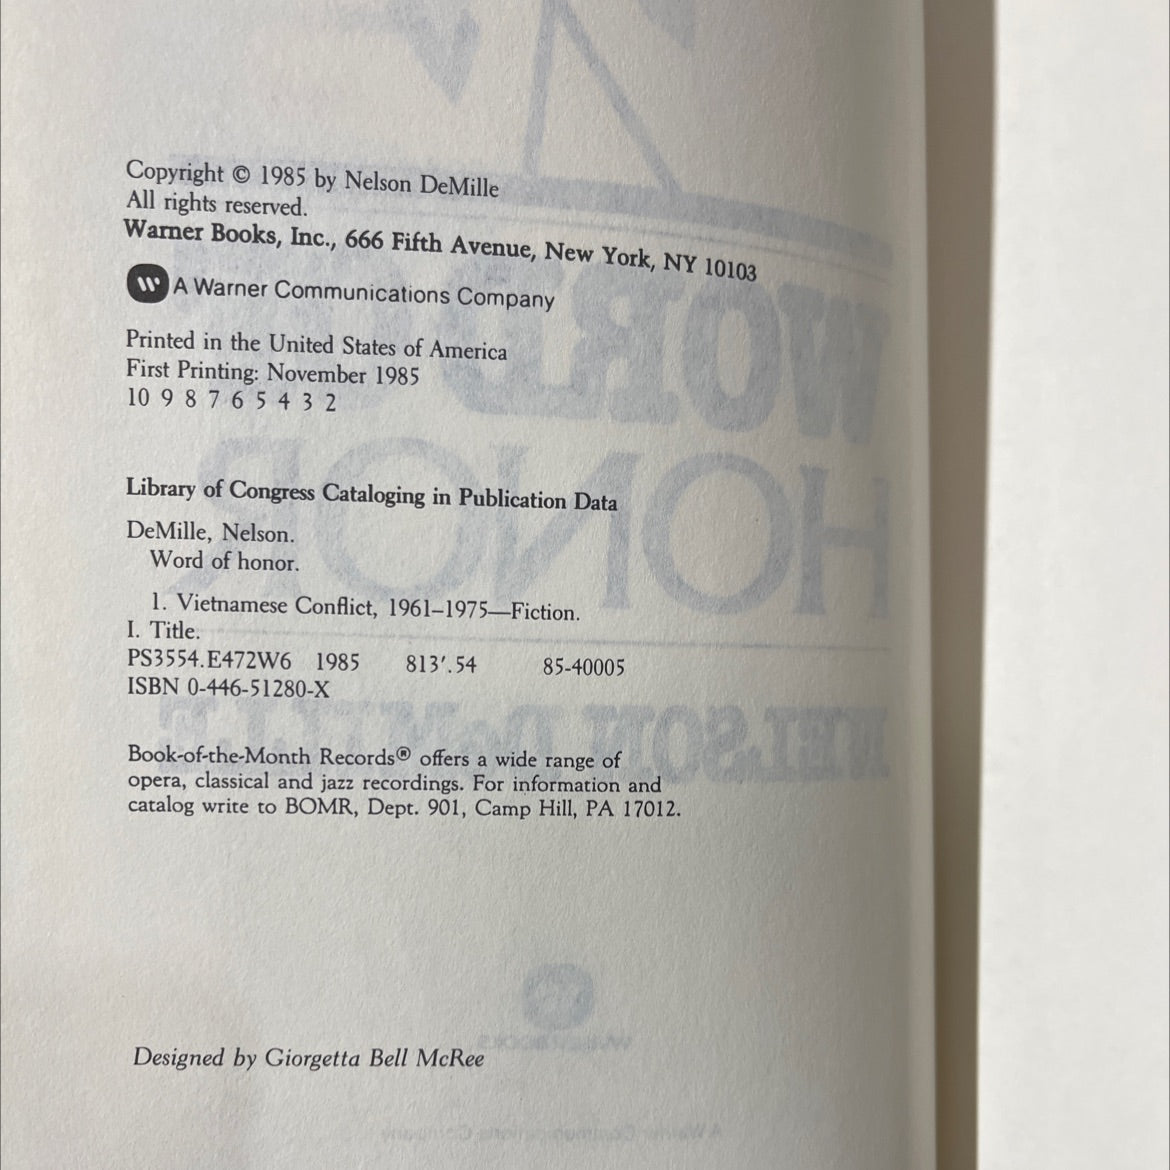 Copyright © 1985 by Nelson DeMille
All rights reserved.
Warner Books, Inc., 666 Fifth Avenue, New York, NY 10103
W A Warner Communications Company
Printed in the United States of America
First Printing: November 1985
10 9 8 7 6 5 4 3 2
Library of Congress Cataloging in Publication Data
DeMille, Nelson.
Word of honor.
1. Vietnamese Conflict, 1961–1975—Fiction.
I. Title.
PS3554.E472W6 1985 813′.54 85-40005
ISBN 0-446-51280-X
Book-of-the-Month Records® offers a wide range of
opera, classical and jazz recordings. For information and
catalog write to BOMR, Dept. 901, Camp Hill, PA 17012.
Designed by Giorgetta Bell McRee